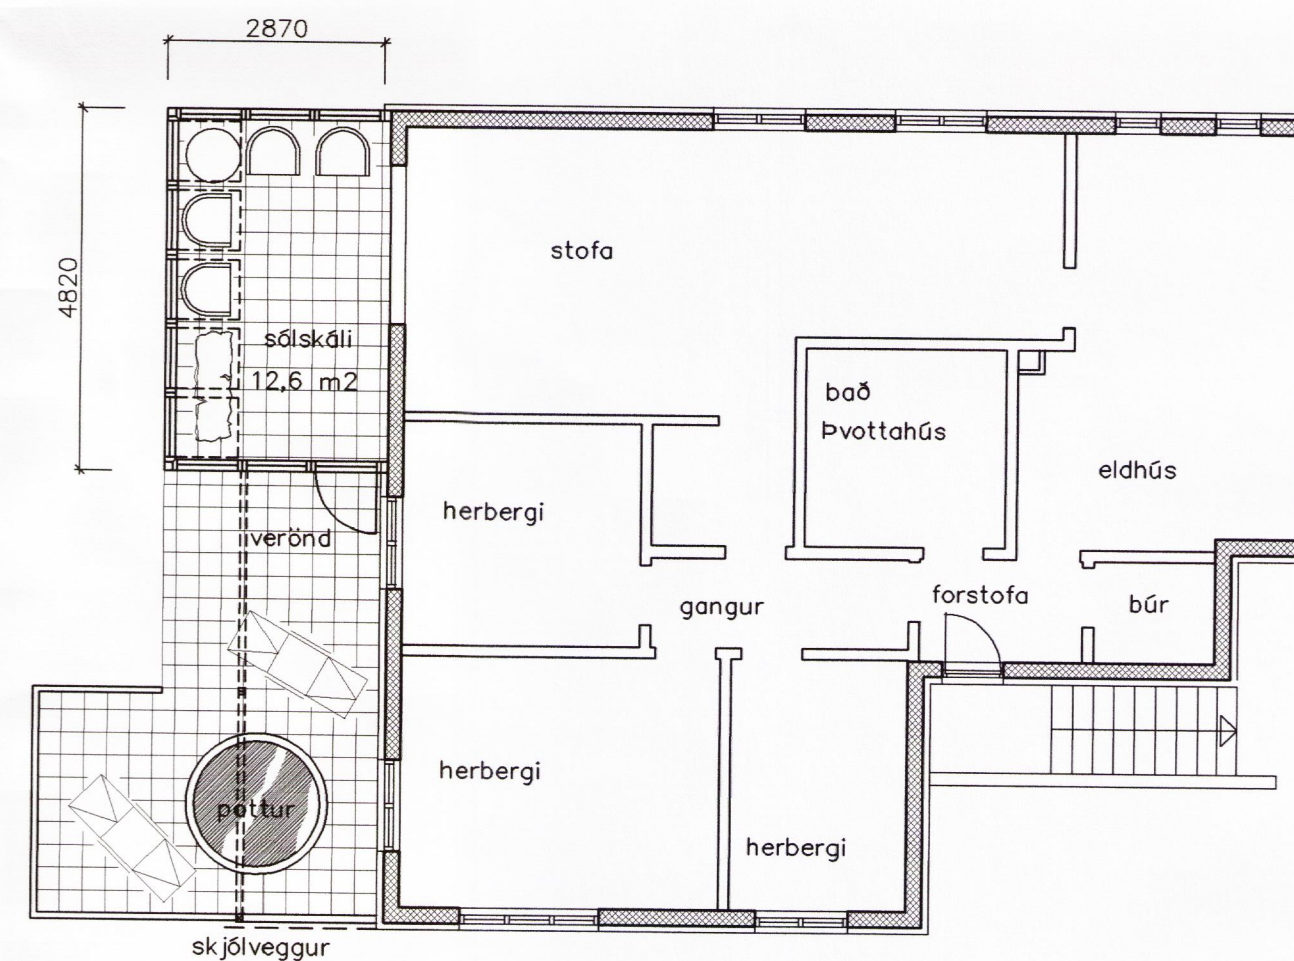 2870
4820
stofa
sólskáli
12,6 m2
bað
Þvottahús
eldhús
herbergi
verönd
gangur
forstofa
búr
herbergi
pottur
herbergi
skjólveggur